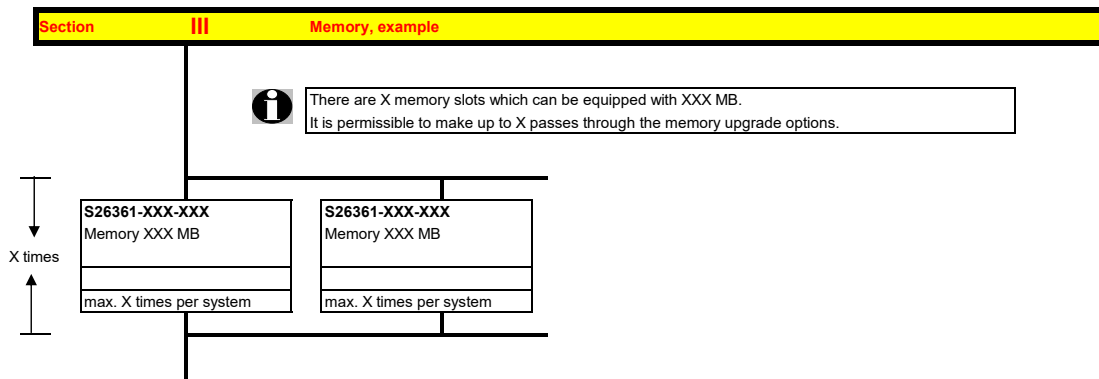 Section III Memory, example
There are X memory slots which can be equipped with XXX MB.
It is permissible to make up to X passes through the memory upgrade options.
S26361-XXX-XXX
Memory XXX MB
max. X times per system
S26361-XXX-XXX
Memory XXX MB
max. X times per system
X times